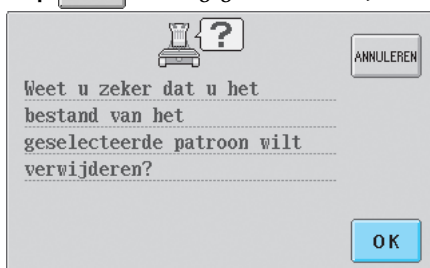 ?
ANNULEREN
Weet u zeker dat u het
bestand van het
geselecteerde patroon wilt
verwijderen?
OK